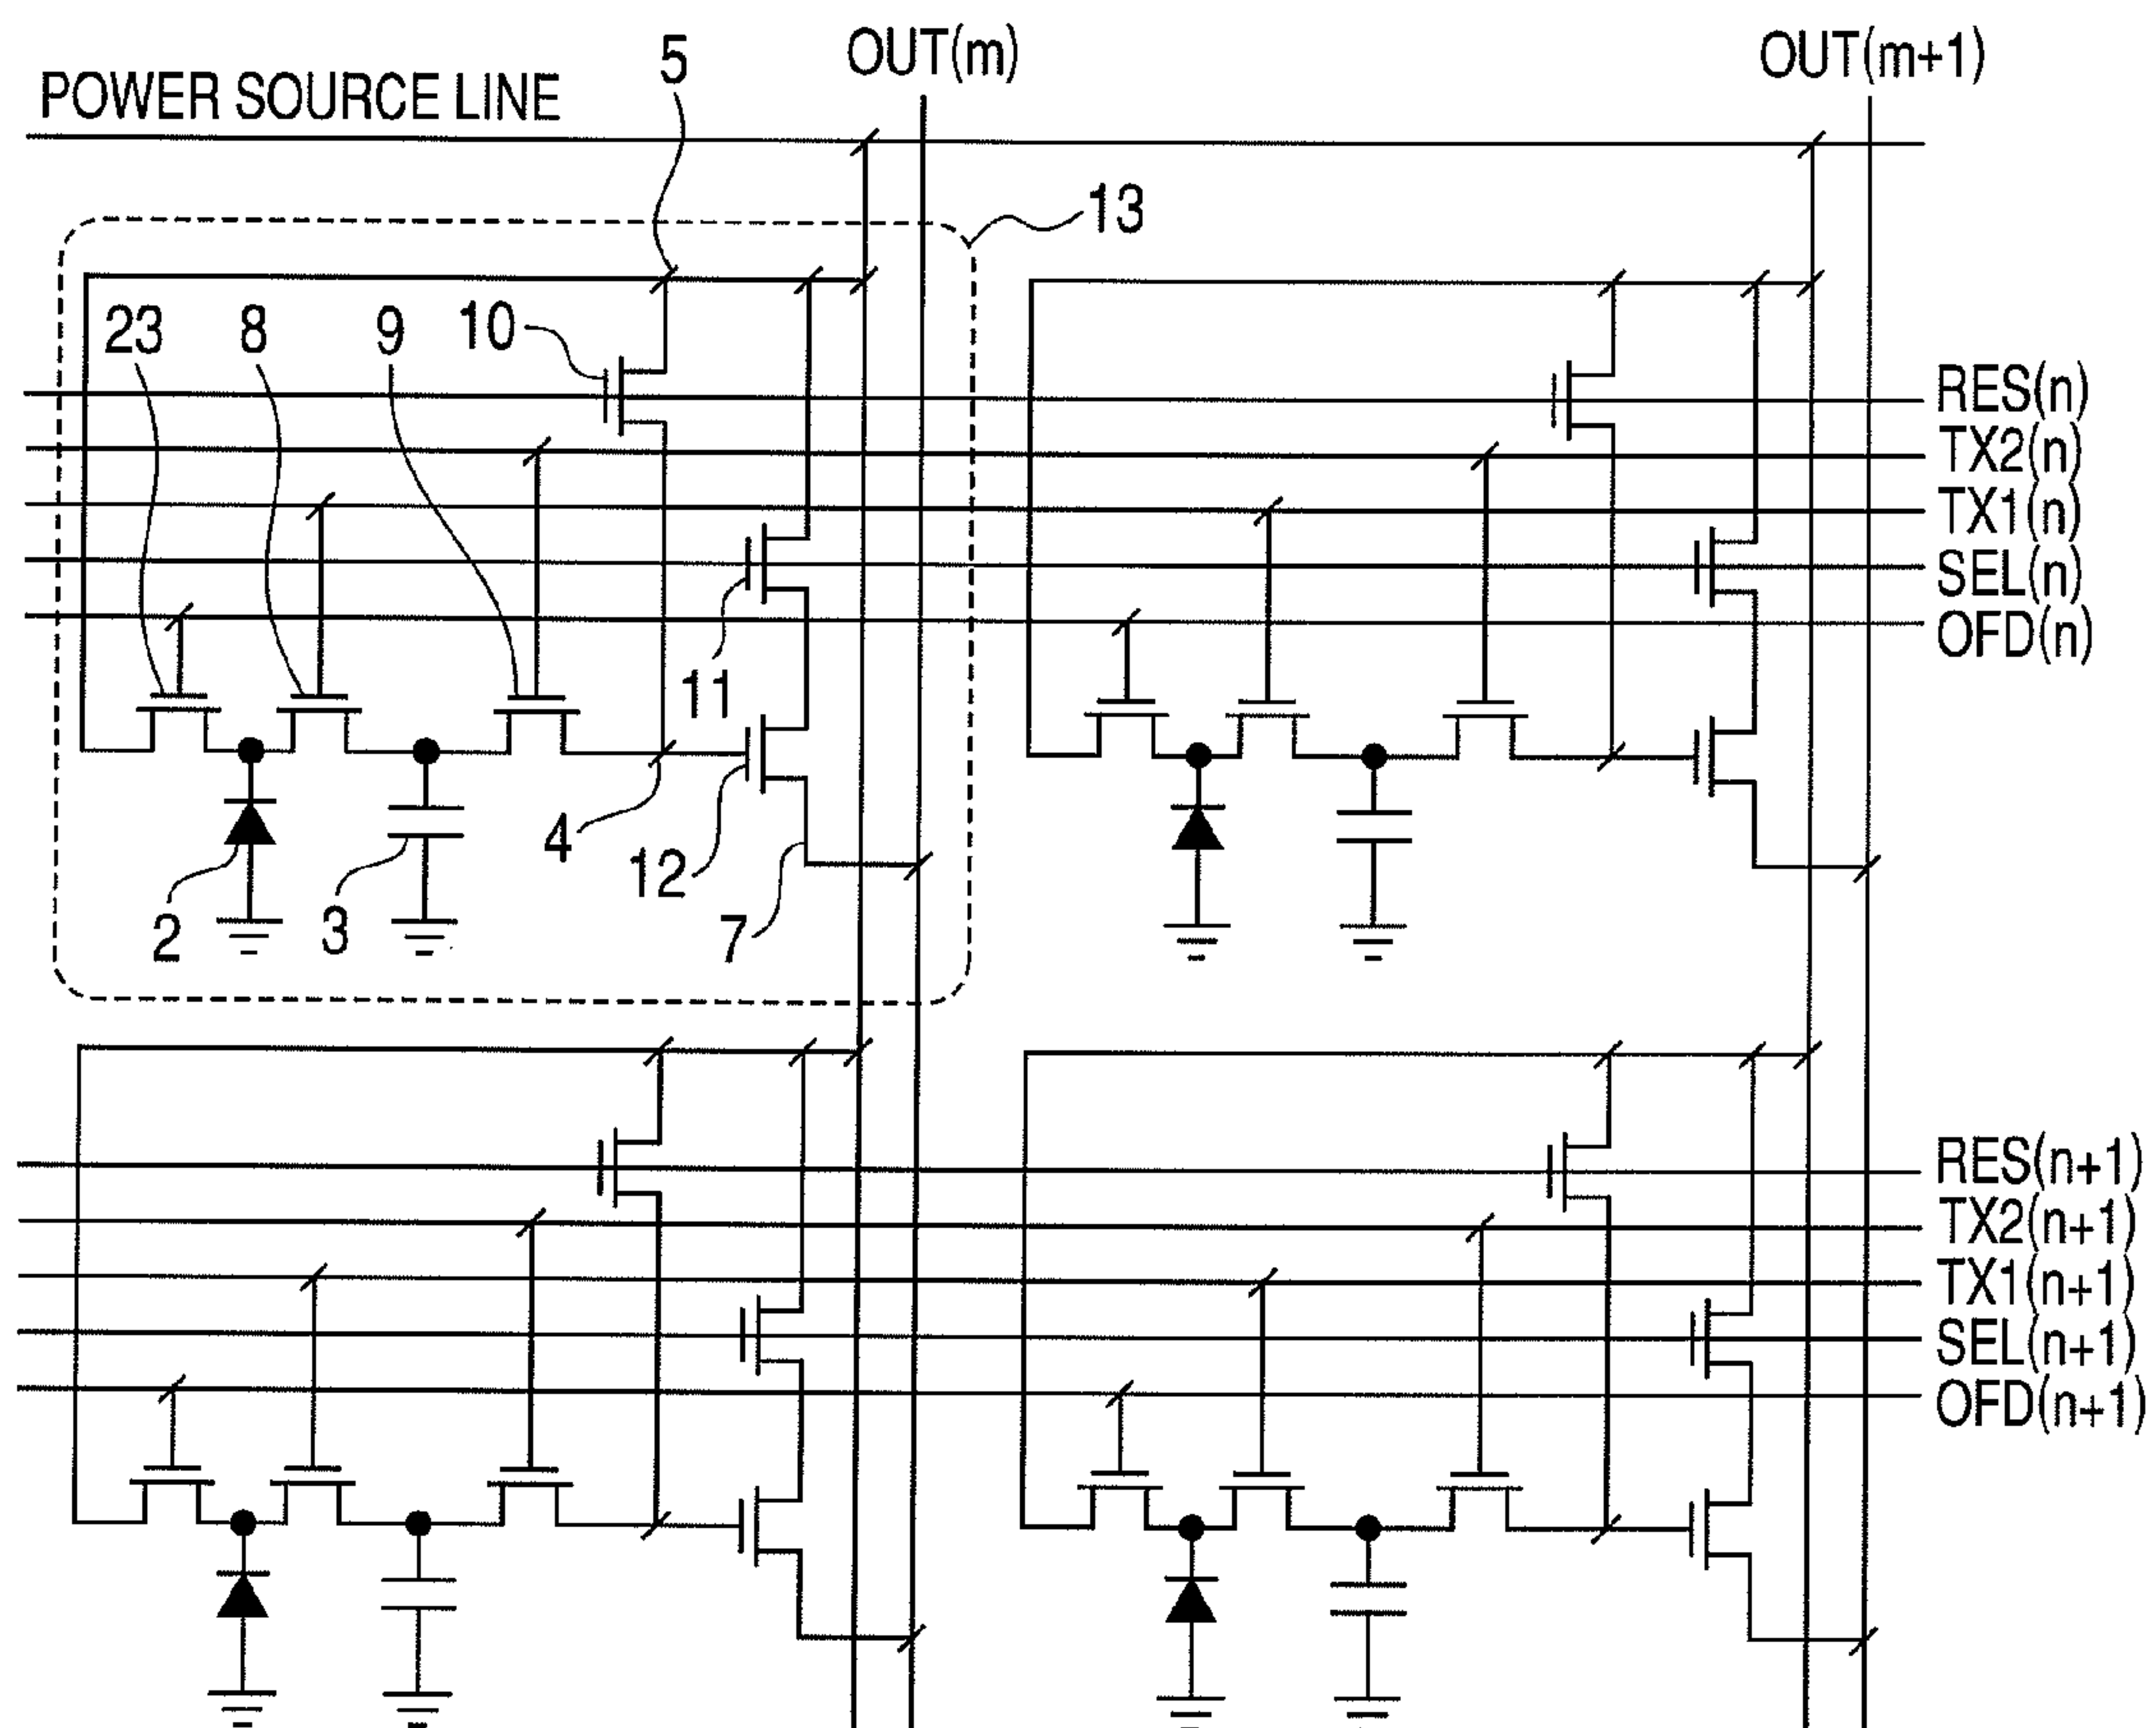 5
OUT(m)
OUT(m+1)
POWER SOURCE LINE
13
23
8
9
10
RES(n)
TX2(n)
TX1(n)
SEL(n)
OFD(n)
11
4
12
2
3
7
RES(n+1)
TX2(n+1)
TX1(n+1)
SEL(n+1)
OFD(n+1)